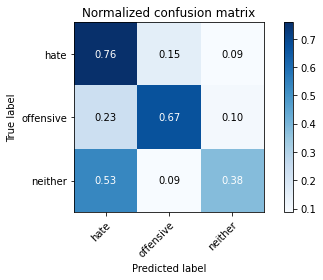 Normalized confusion matrix
hate 0.76 0.15 0.09
offensive 0.23 0.67 0.10
neither 0.53 0.09 0.38
hate offensive neither
True label
Predicted label
0.7
0.6
0.5
0.4
0.3
0.2
0.1